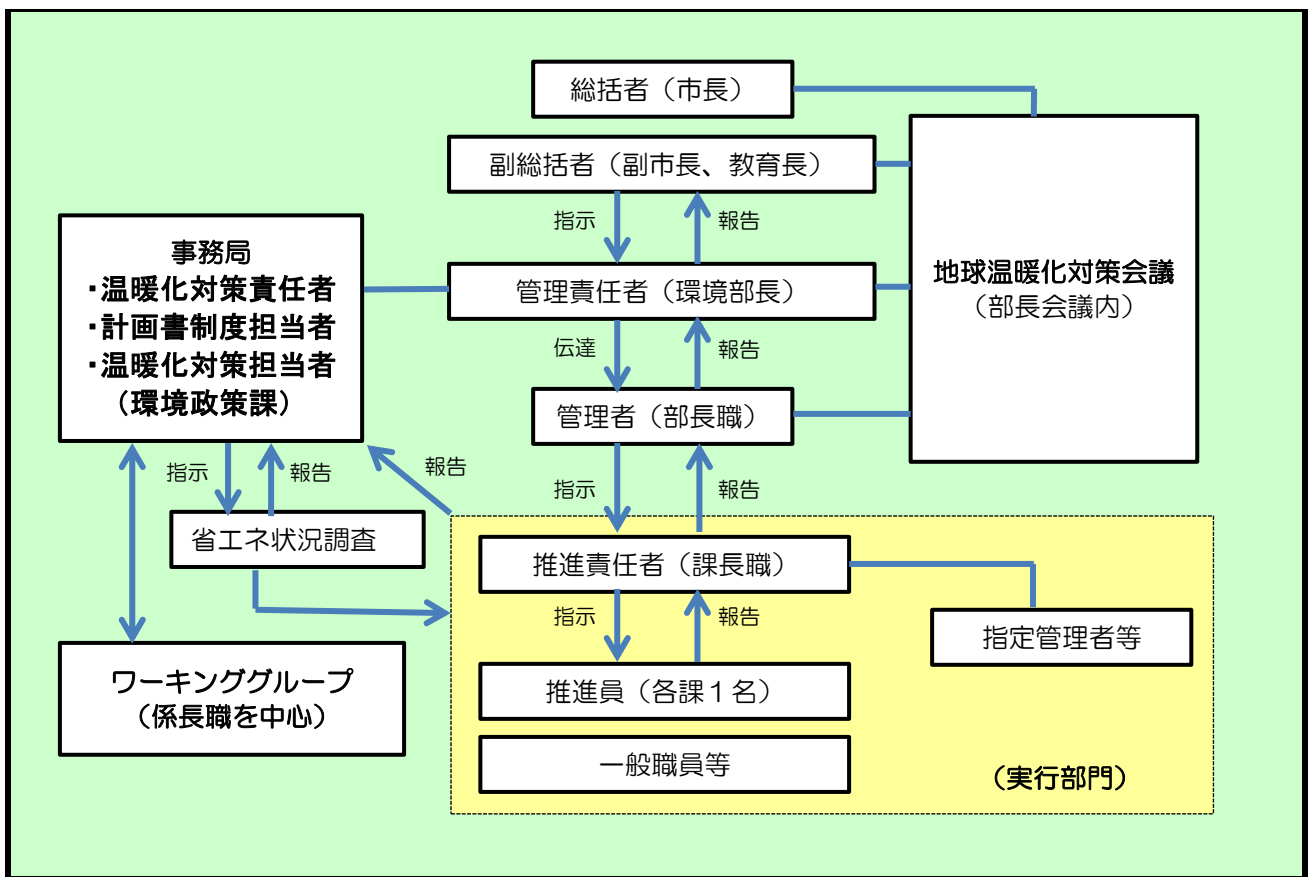 総括者（市長）
副総括者（副市長、教育長）
指示
報告
事務局
・温暖化対策責任者
・計画書制度担当者
・温暖化対策担当者
（環境政策課）
管理責任者（環境部長）
地球温暖化対策会議
（部長会議内）
伝達
報告
管理者（部長職）
指示
報告
報告
指示
報告
省エネ状況調査
推進責任者（課長職）
指示
報告
指定管理者等
ワーキンググループ
（係長職を中心）
推進員（各課１名）
一般職員等
（実行部門）